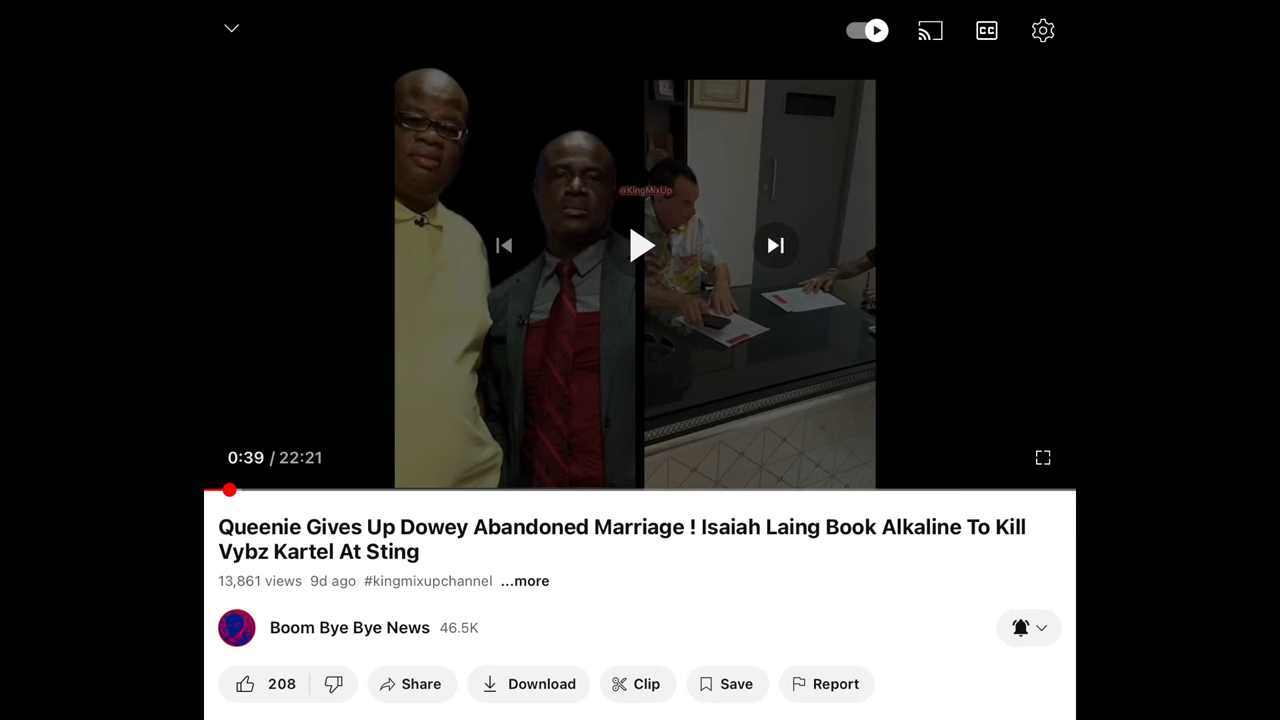 CC
@KingMixUp
0:39 / 22:21
Queenie Gives Up Dowey Abandoned Marriage ! Isaiah Laing Book Alkaline To Kill
Vybz Kartel At Sting
13,861 views 9d ago #kingmixupchannel ...more
Boom Bye Bye News 46.5K
208 Share Download Clip Save Report